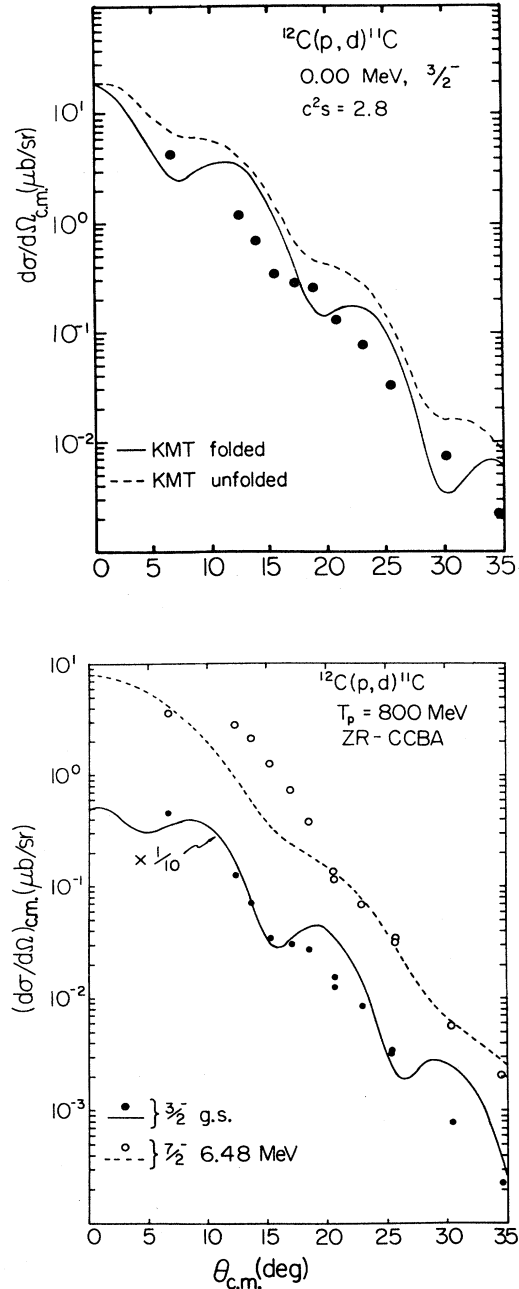 ¹²C(p,d)¹¹C
0.00 MeV, ³⁄₂⁻
c²s = 2.8
dσ/dΩ_c.m.(μb/sr)
10¹
10⁰
10⁻¹
10⁻²
KMT folded
KMT unfolded
0 5 10 15 20 25 30 35
¹²C(p,d)¹¹C
Tₚ = 800 MeV
ZR-CCBA
(dσ/dΩ)_c.m.(μb/sr)
10¹
10⁰
10⁻¹
10⁻²
10⁻³
× 1/10
} ³⁄₂⁻ g.s.
} ⁷⁄₂⁻ 6.48 MeV
0 5 10 15 20 25 30 35
θ_c.m.(deg)